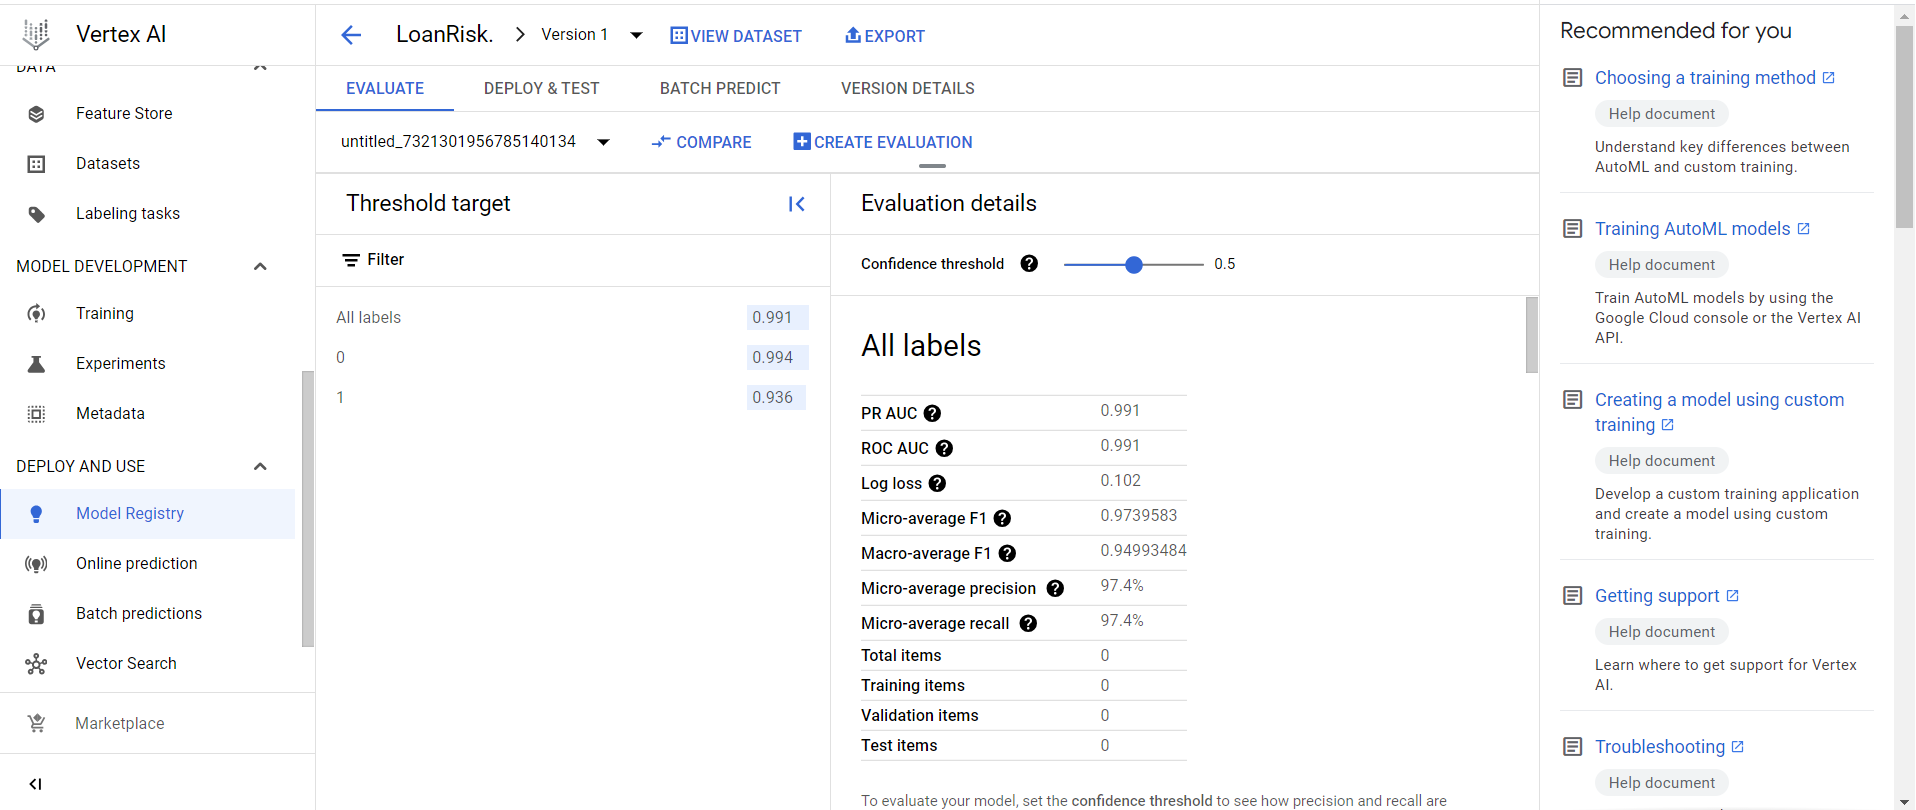 Vertex AI
DATA
Feature Store
Datasets
Labeling tasks
MODEL DEVELOPMENT
Training
Experiments
Metadata
DEPLOY AND USE
Model Registry
Online prediction
Batch predictions
Vector Search
Marketplace
LoanRisk. Version 1 VIEW DATASET EXPORT
EVALUATE DEPLOY & TEST BATCH PREDICT VERSION DETAILS
untitled_7321301956785140134 COMPARE CREATE EVALUATION
Threshold target
Filter
All labels 0.991
0 0.994
1 0.936
Evaluation details
Confidence threshold 0.5
All labels
PR AUC 0.991
ROC AUC 0.991
Log loss 0.102
Micro-average F1 0.9739583
Macro-average F1 0.94993484
Micro-average precision 97.4%
Micro-average recall 97.4%
Total items 0
Training items 0
Validation items 0
Test items 0
To evaluate your model, set the confidence threshold to see how precision and recall are
Recommended for you
Choosing a training method
Help document
Understand key differences between
AutoML and custom training.
Training AutoML models
Help document
Train AutoML models by using the
Google Cloud console or the Vertex AI
API.
Creating a model using custom
training
Help document
Develop a custom training application
and create a model using custom
training.
Getting support
Help document
Learn where to get support for Vertex
AI.
Troubleshooting
Help document